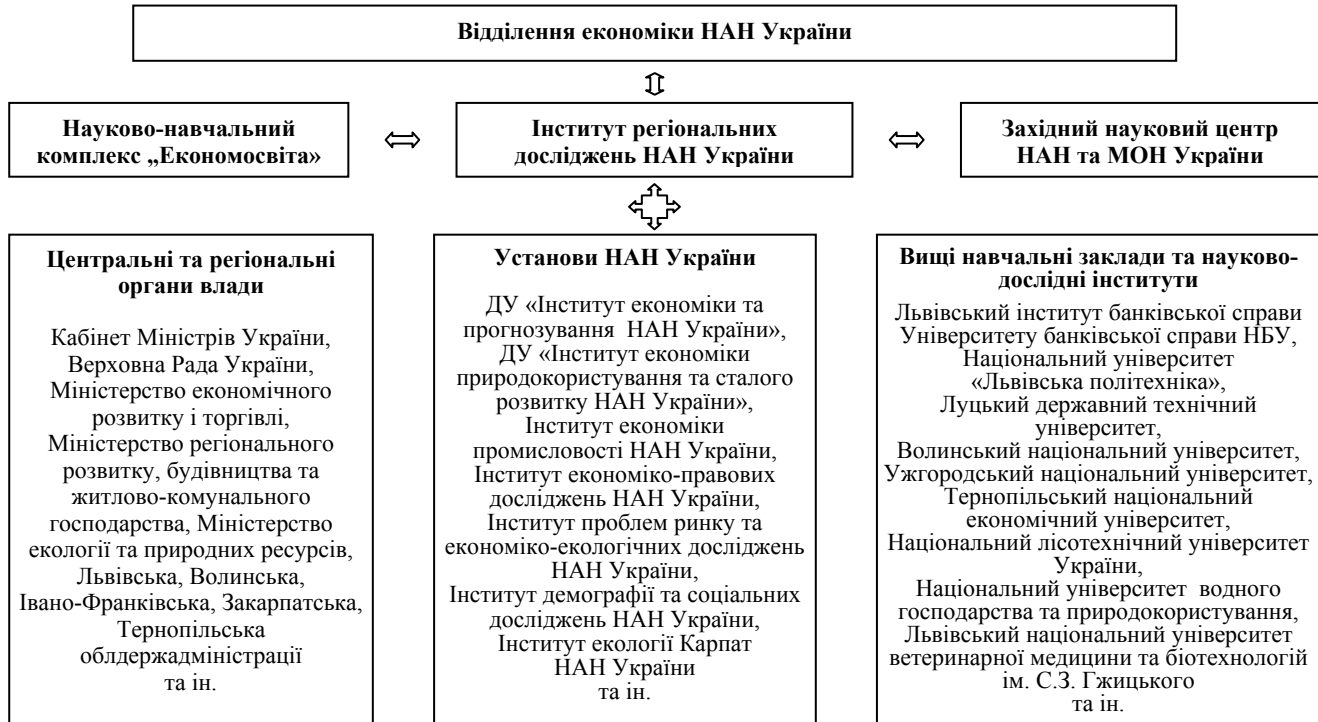 Відділення економіки НАН України
Науково-навчальний
комплекс „Економосвіта»
Інститут регіональних
досліджень НАН України
Західний науковий центр
НАН та МОН України
Центральні та регіональні
органи влади
Кабінет Міністрів України,
Верховна Рада України,
Міністерство економічного
розвитку і торгівлі,
Міністерство регіонального
розвитку, будівництва та
житлово-комунального
господарства, Міністерство
екології та природних ресурсів,
Львівська, Волинська,
Івано-Франківська, Закарпатська,
Тернопільська
облдержадміністрації
та ін.
Установи НАН України
ДУ «Інститут економіки та
прогнозування НАН України»,
ДУ «Інститут економіки
природокористування та сталого
розвитку НАН України»,
Інститут економіки
промисловості НАН України,
Інститут економіко-правових
досліджень НАН України,
Інститут проблем ринку та
економіко-екологічних досліджень
НАН України,
Інститут демографії та соціальних
досліджень НАН України,
Інститут екології Карпат
НАН України
та ін.
Вищі навчальні заклади та науково-
дослідні інститути
Львівський інститут банківської справи
Університету банківської справи НБУ,
Національний університет
«Львівська політехніка»,
Луцький державний технічний
університет,
Волинський національний університет,
Ужгородський національний університет,
Тернопільський національний
економічний університет,
Національний лісотехнічний університет
України,
Національний університет водного
господарства та природокористування,
Львівський національний університет
ветеринарної медицини та біотехнологій
ім. С.З. Гжицького
та ін.